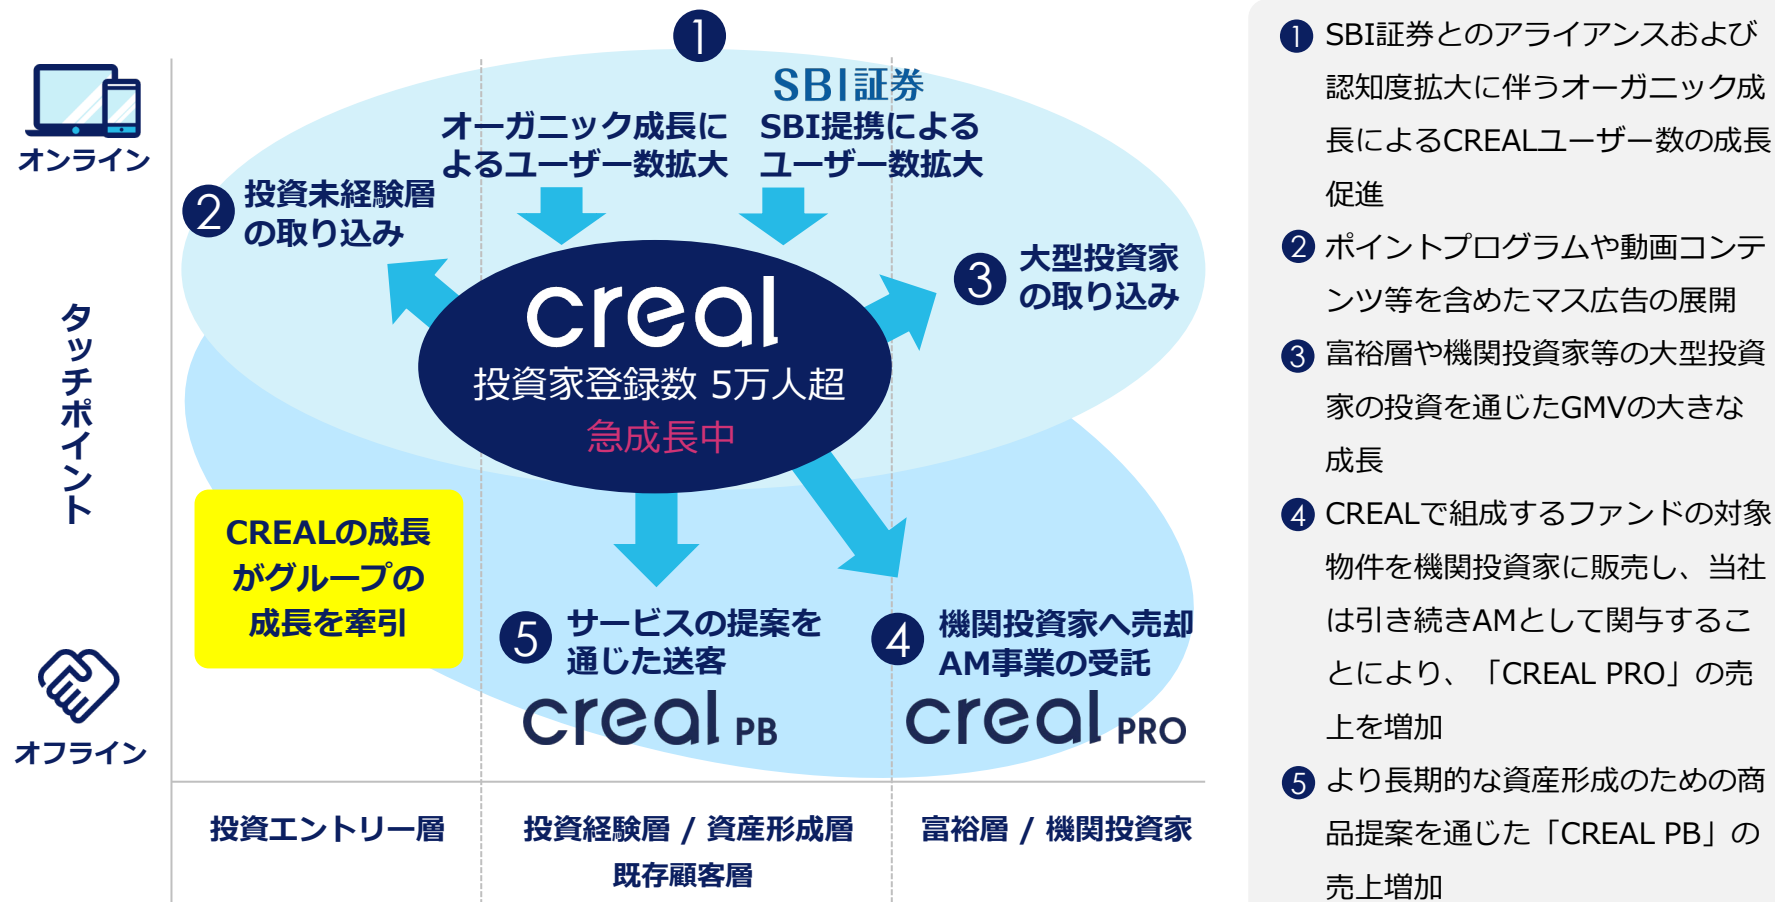 ❶
SBI証券
オーガニック成長に
よるユーザー数拡大
SBI提携による
ユーザー数拡大
オンライン
❷
投資未経験層
の取り込み
❸
大型投資家
の取り込み
creal
投資家登録数 5万人超
急成長中
タッチポイント
CREALの成長
がグループの
成長を牽引
❺
サービスの提案を
通じた送客
creal PB
❹
機関投資家へ売却
AM事業の受託
creal PRO
オフライン
投資エントリー層
投資経験層 / 資産形成層
既存顧客層
富裕層 / 機関投資家
❶ SBI証券とのアライアンスおよび
認知度拡大に伴うオーガニック成
長によるCREALユーザー数の成長
促進
❷ ポイントプログラムや動画コンテ
ンツ等を含めたマス広告の展開
❸ 富裕層や機関投資家等の大型投資
家の投資を通じたGMVの大きな
成長
❹ CREALで組成するファンドの対象
物件を機関投資家に販売し、当社
は引き続きAMとして関与するこ
とにより、「CREAL PRO」の売
上を増加
❺ より長期的な資産形成のための商
品提案を通じた「CREAL PB」の
売上増加